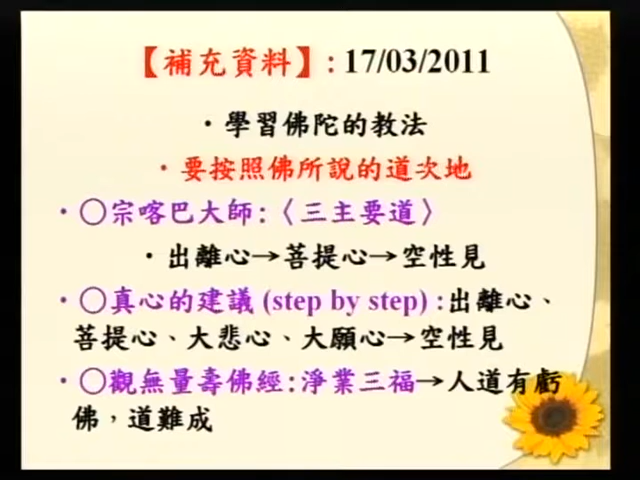 【補充資料】: 17/03/2011
・學習佛陀的教法
・要按照佛所說的道次地
・○宗喀巴大師:〈三主要道〉
・出離心→菩提心→空性見
・○真心的建議 (step by step) :出離心、
菩提心、大悲心、大願心→空性見
・○觀無量壽佛經:淨業三福→人道有虧
佛，道難成